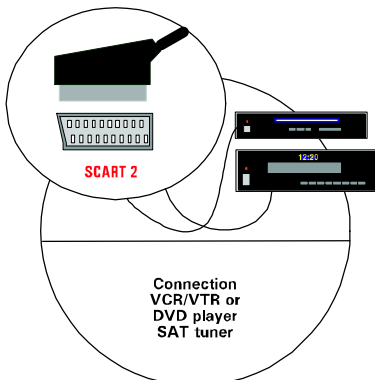 12:20
SCART 2
Connection
VCR/VTR or
DVD player
SAT tuner